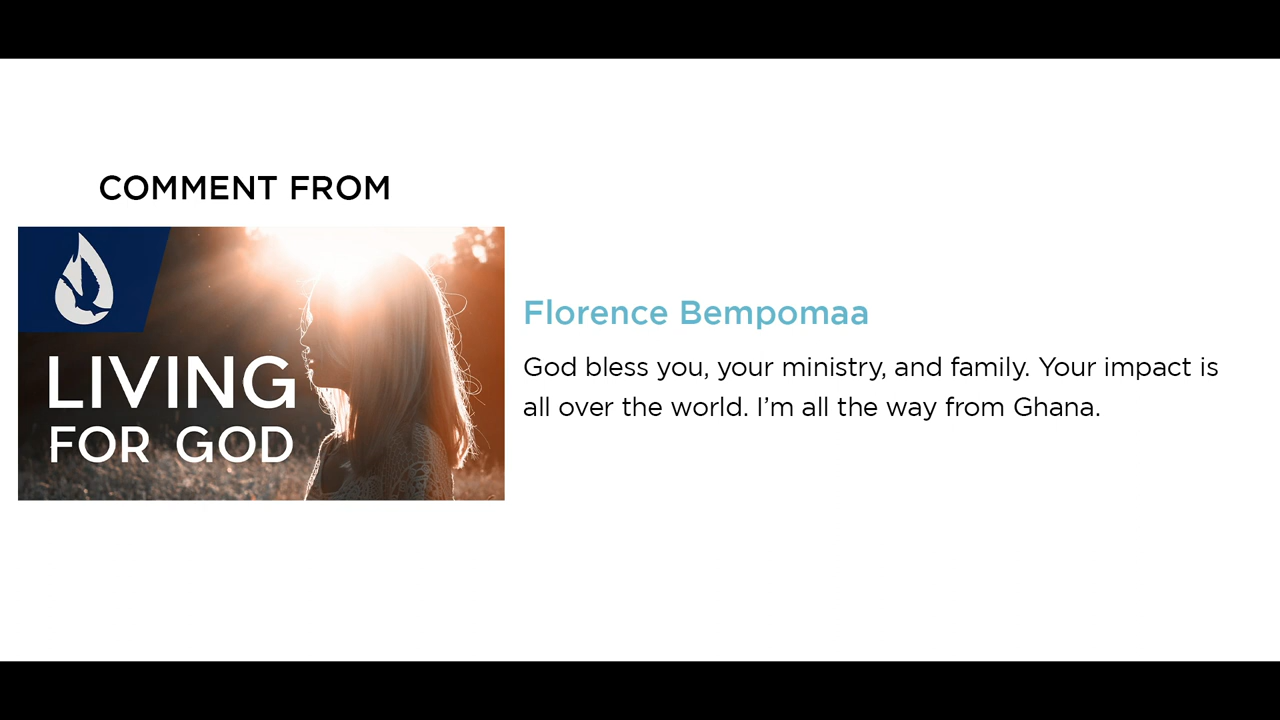 COMMENT FROM
LIVING
FOR GOD
Florence Bempomaa
God bless you, your ministry, and family. Your impact is
all over the world. I’m all the way from Ghana.